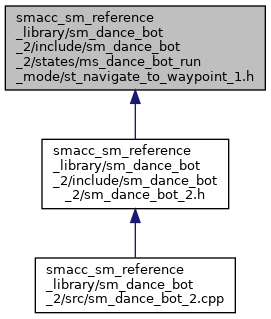 smacc_sm_reference
_library/sm_dance_bot
_2/include/sm_dance_bot
_2/states/ms_dance_bot_run
_mode/st_navigate_to_waypoint_1.h
smacc_sm_reference
_library/sm_dance_bot
_2/include/sm_dance_bot
_2/sm_dance_bot_2.h
smacc_sm_reference
_library/sm_dance_bot
_2/src/sm_dance_bot_2.cpp